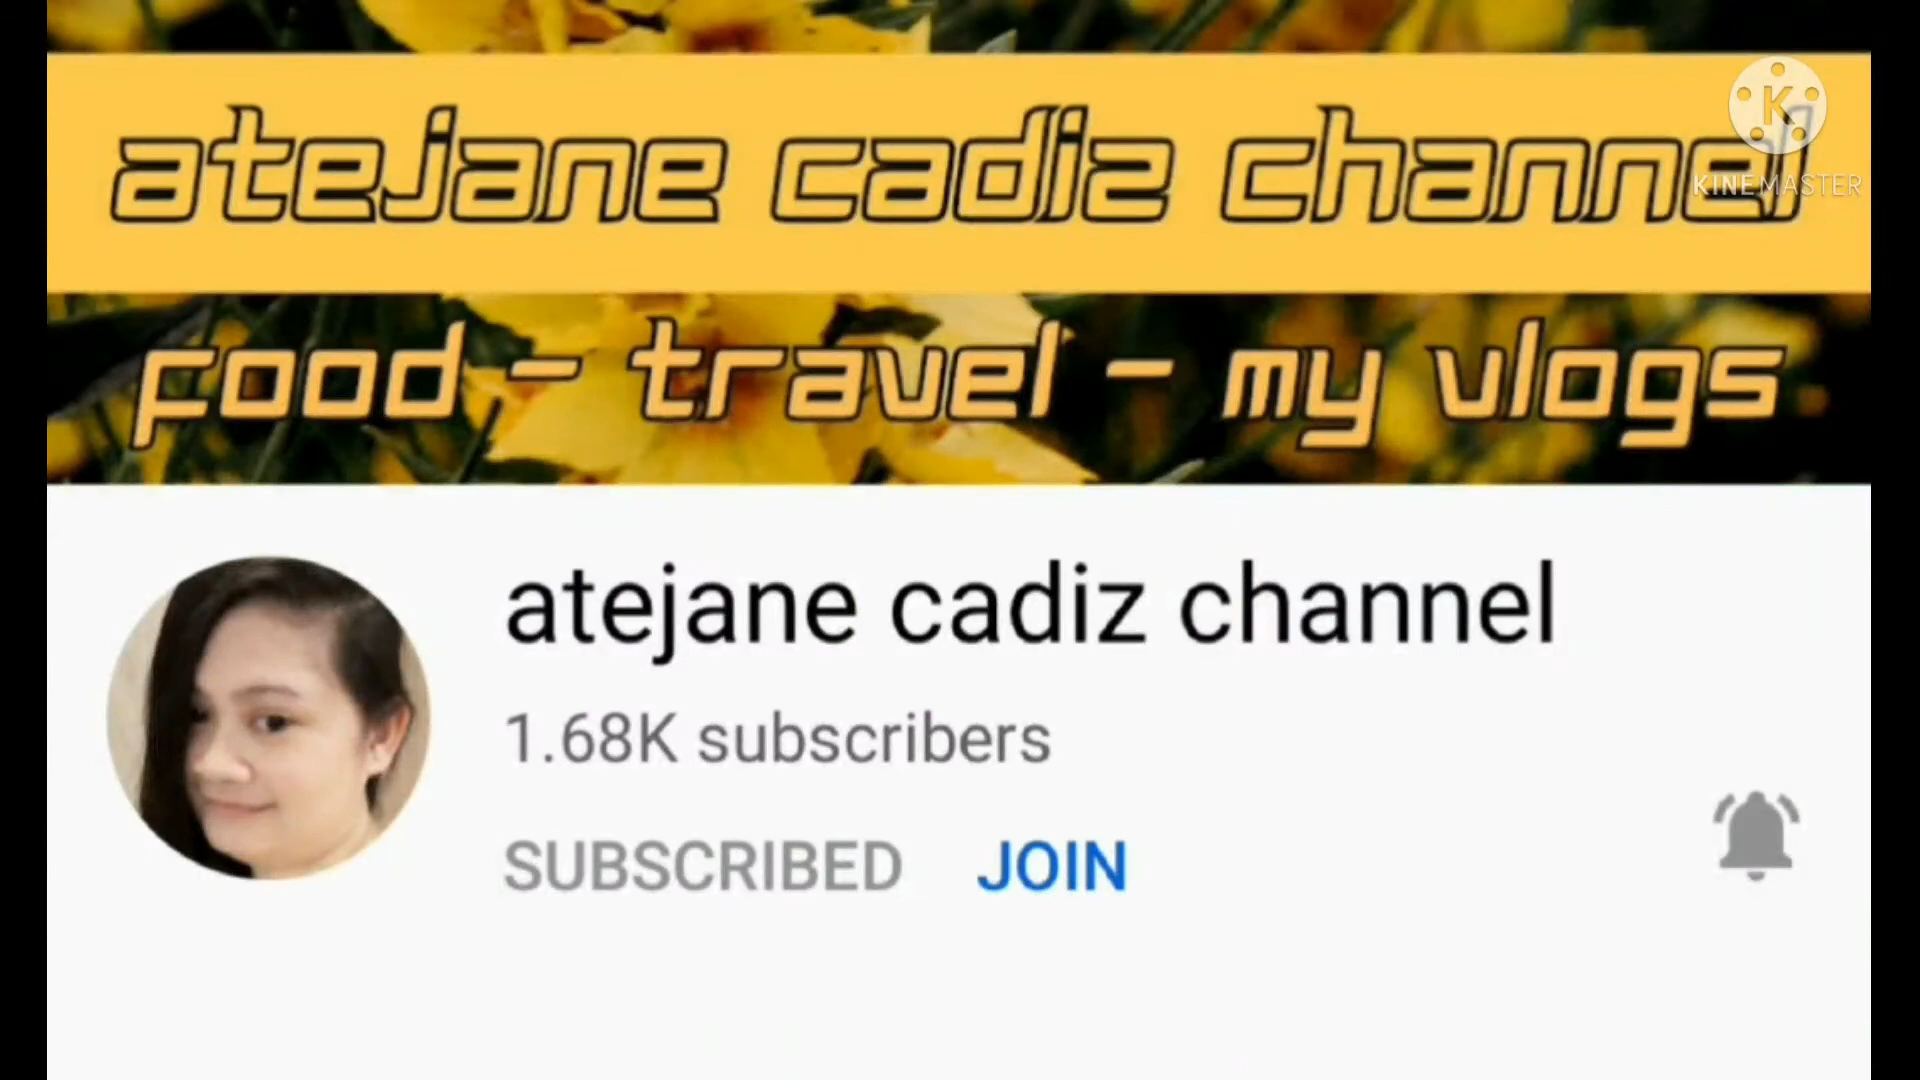 atejane cadiz channel
K
KINEMASTER
food - travel - my vlogs
atejane cadiz channel
1.68K subscribers
SUBSCRIBED JOIN